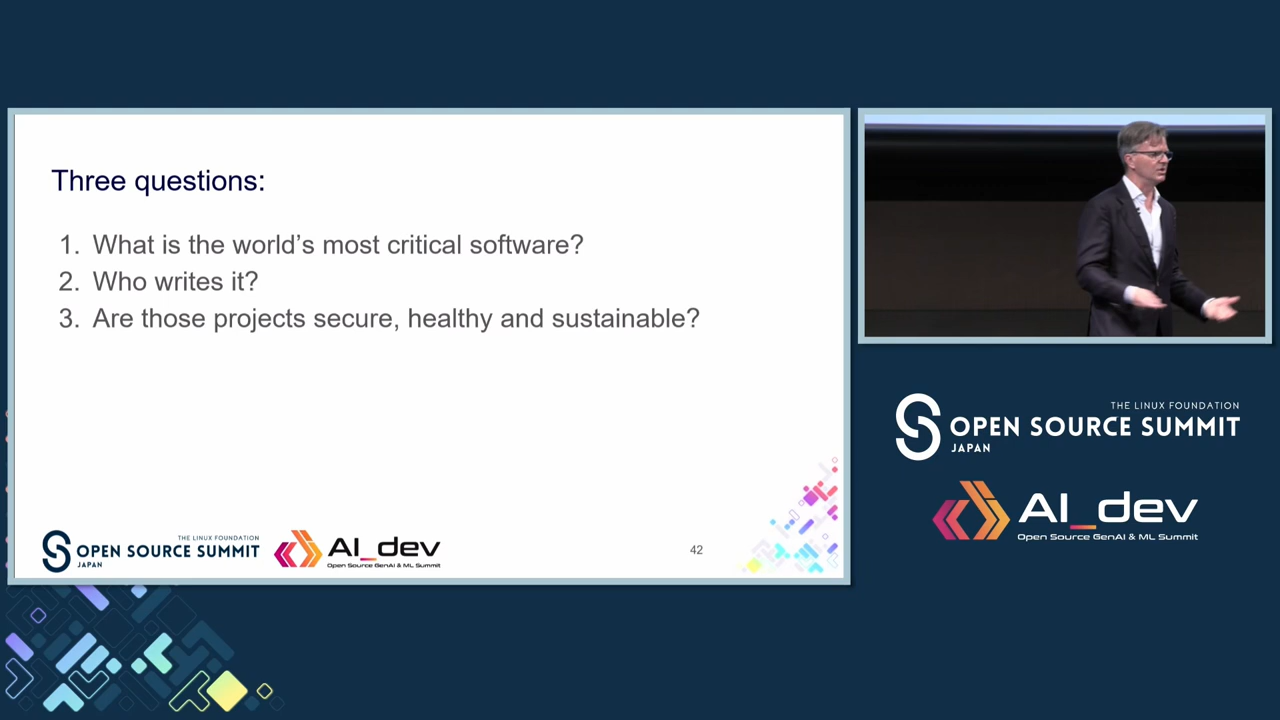 Three questions:
1. What is the world’s most critical software?
2. Who writes it?
3. Are those projects secure, healthy and sustainable?
THE LINUX FOUNDATION
OPEN SOURCE SUMMIT
JAPAN
AI_dev
Open Source GenAI & ML Summit
42
THE LINUX FOUNDATION
OPEN SOURCE SUMMIT
JAPAN
AI_dev
Open Source GenAI & ML Summit